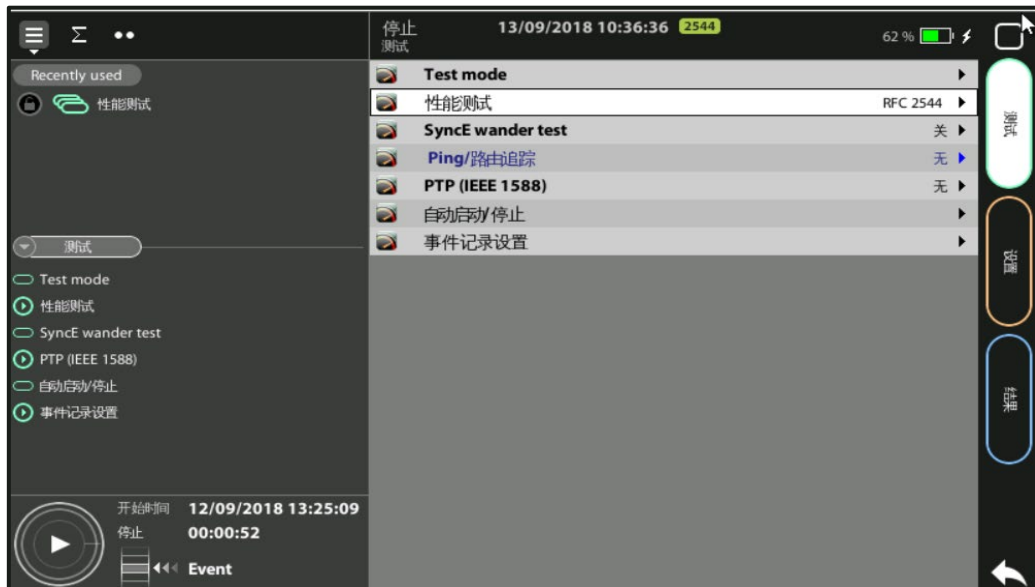 停止
测试
13/09/2018 10:36:36 2544
62 %
Recently used
性能测试
测试
Test mode
性能测试
SyncE wander test
PTP (IEEE 1588)
自动启动/停止
事件记录设置
开始时间 12/09/2018 13:25:09
停止 00:00:52
Event
Test mode
性能测试 RFC 2544
SyncE wander test 关
Ping/路由追踪 无
PTP (IEEE 1588) 无
自动启动/停止
事件记录设置
测试
设置
结果